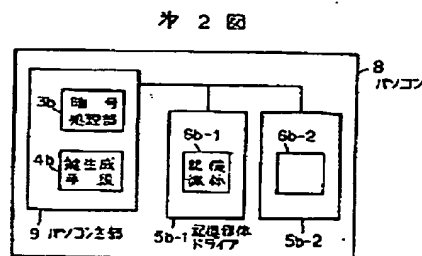 第 2 図
8
パソコン
3b
暗 号
処理部
4b
鍵生成
手 段
9 パソコン本部
6b-1
記憶
媒体
5b-1 記憶媒体
ドライブ
6b-2
5b-2